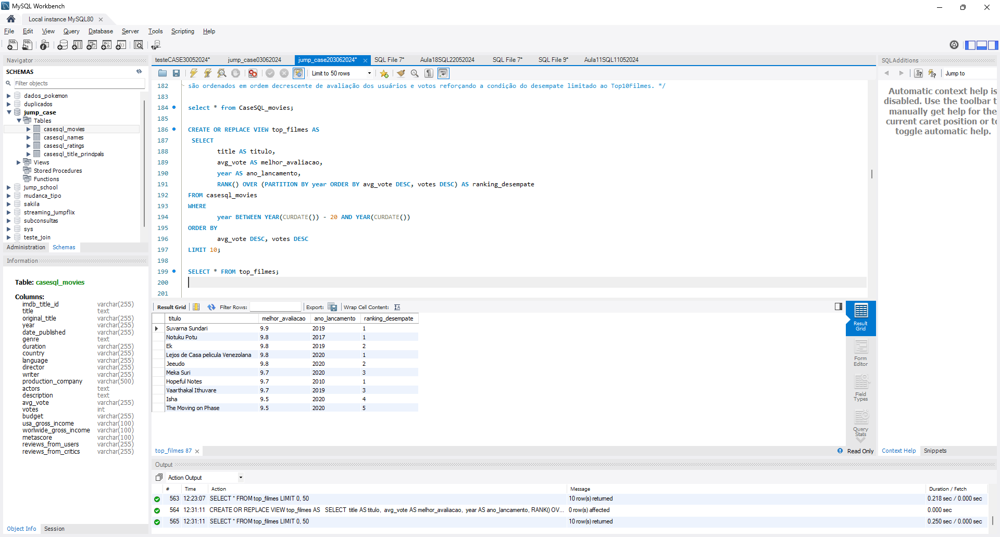 MySQL Workbench
Local instance MySQL80
File Edit View Query Database Server Tools Scripting Help
Navigator
SCHEMAS
Filter objects
dados_pokemon
duplicados
jump_case
Tables
casesql_movies
casesql_names
casesql_ratings
casesql_title_principals
Views
Stored Procedures
Functions
jump_school
mudanca_tipo
sakila
streaming_jumpflix
subconsultas
sys
teste_join
Administration Schemas
Information
Table: casesql_movies
Columns:
imdb_title_id varchar(255)
title text
original_title varchar(255)
year varchar(255)
date_published varchar(255)
genre text
duration varchar(255)
country varchar(255)
language varchar(255)
director varchar(255)
writer varchar(255)
production_company varchar(500)
actors text
description text
avg_vote varchar(255)
votes int
budget varchar(255)
usa_gross_income varchar(100)
worlwide_gross_income varchar(100)
metascore varchar(100)
reviews_from_users varchar(255)
reviews_from_critics varchar(255)
Object Info Session
testeCASE30052024* jump_case03062024 jump_case203062024* SQL File 7* Aula18SQL22052024 SQL File 7* SQL File 9* Aula11SQL11052024
Limit to 50 rows
182 são ordenados em ordem decrescente de avaliação dos usuários e votos reforçando a condição do desempate limitado ao Top10Filmes. */
183
184 select * from CaseSQL_movies;
185
186 CREATE OR REPLACE VIEW top_filmes AS
187 SELECT
188 title AS titulo,
189 avg_vote AS melhor_avaliacao,
190 year AS ano_lancamento,
191 RANK() OVER (PARTITION BY year ORDER BY avg_vote DESC, votes DESC) AS ranking_desempate
192 FROM casesql_movies
193 WHERE
194 year BETWEEN YEAR(CURDATE()) - 20 AND YEAR(CURDATE())
195 ORDER BY
196 avg_vote DESC, votes DESC
197 LIMIT 10;
198
199 SELECT * FROM top_filmes;
200
201
Result Grid Filter Rows: Export: Wrap Cell Content:
titulo melhor_avaliacao ano_lancamento ranking_desempate
Suvarna Sundari 9.9 2019 1
Notuku Potu 9.8 2017 1
Ek 9.8 2019 2
Lejos de Casa pelicula Venezolana 9.8 2020 1
Jeeudo 9.8 2020 2
Meka Suri 9.7 2020 3
Hopeful Notes 9.7 2010 1
Vaarthakal Ithuvare 9.7 2019 3
Isha 9.5 2020 4
The Moving on Phase 9.5 2020 5
Result Grid
Form Editor
Field Types
Query Stats
top_filmes 87
Read Only
SQLAdditions
Jump to
Automatic context help is
disabled. Use the toolbar t
manually get help for the
current caret position or to
toggle automatic help.
Context Help Snippets
Output
Action Output
# Time Action Message Duration / Fetch
563 12:23:07 SELECT * FROM top_filmes LIMIT 0, 50 10 row(s) returned 0.218 sec / 0.000 sec
564 12:31:11 CREATE OR REPLACE VIEW top_filmes AS SELECT title AS titulo, avg_vote AS melhor_avaliacao, year AS ano_lancamento, RANK() OV... 0 row(s) affected 0.000 sec
565 12:31:11 SELECT * FROM top_filmes LIMIT 0, 50 10 row(s) returned 0.250 sec / 0.000 sec